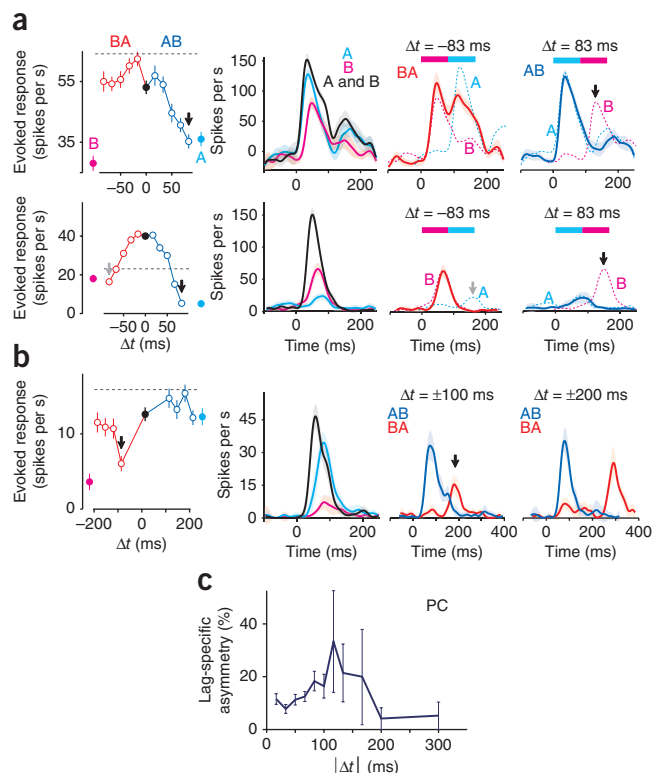 a
BA AB
Evoked response
(spikes per s)
55
35
B
A
−50 0 50
Spikes per s
150
100
50
0
A
B
A and B
0 200
Δt = −83 ms
BA
A
B
0 200
Δt = 83 ms
AB
A
B
0 200
Evoked response
(spikes per s)
40
20
0
−50 0 50
Δt (ms)
Spikes per s
150
100
50
0
0 200
Time (ms)
Δt = −83 ms
B
A
0 200
Time (ms)
Δt = 83 ms
A
B
0 200
Time (ms)
b
Evoked response
(spikes per s)
10
0
−200 0 200
Δt (ms)
Spikes per s
45
30
15
0
0 200
Time (ms)
Δt = ±100 ms
AB
BA
0 200 400
Time (ms)
Δt = ±200 ms
AB
BA
0 200 400
Time (ms)
c
PC
Lag-specific
asymmetry (%)
40
20
0
0 100 200 300
|Δt| (ms)